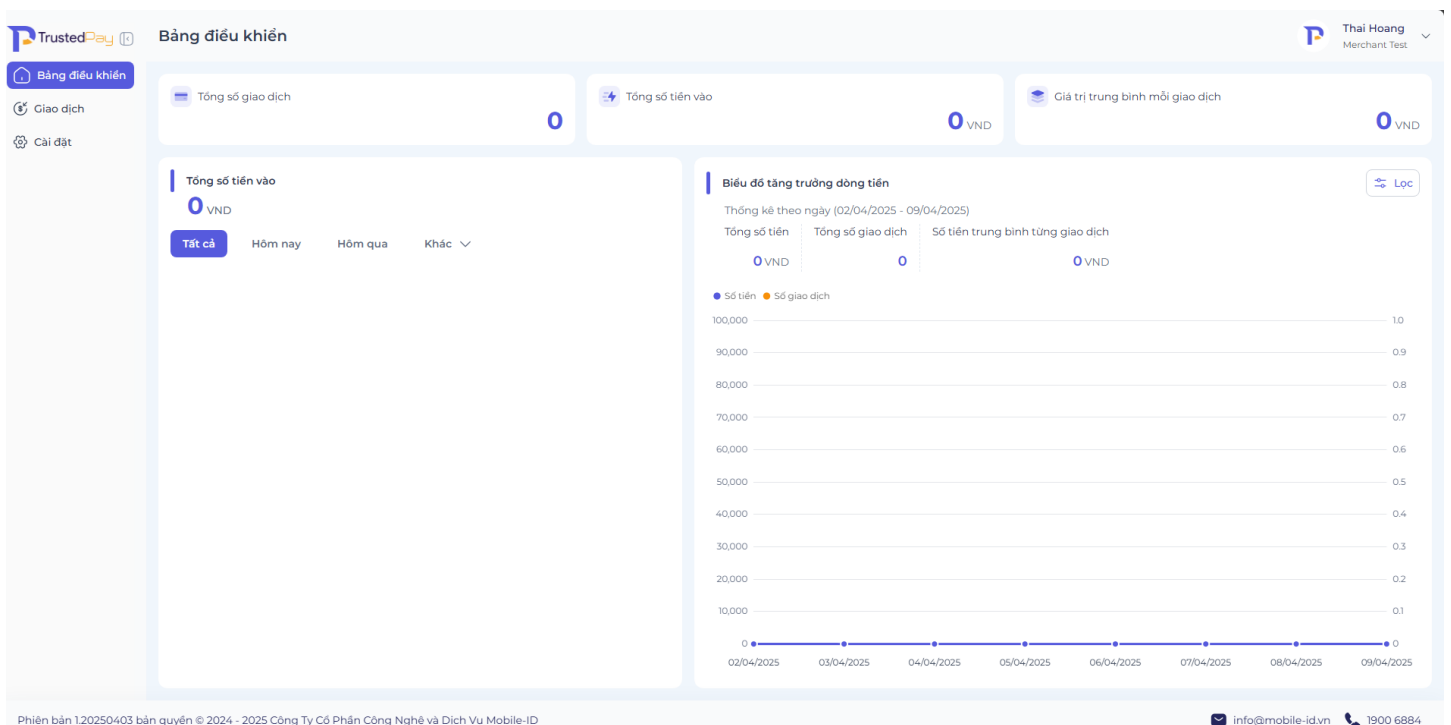 TrustedPay
Bảng điều khiển
Thai Hoang
Merchant Test
Bảng điều khiển
Giao dịch
Cài đặt
Tổng số giao dịch
0
Tổng số tiền vào
0 VND
Giá trị trung bình mỗi giao dịch
0 VND
Tổng số tiền vào
0 VND
Tất cả Hôm nay Hôm qua Khác
Biểu đồ tăng trưởng dòng tiền
Lọc
Thống kê theo ngày (02/04/2025 - 09/04/2025)
Tổng số tiền Tổng số giao dịch Số tiền trung bình từng giao dịch
0 VND 0 0 VND
Số tiền Số giao dịch
100,000 1.0
90,000 0.9
80,000 0.8
70,000 0.7
60,000 0.6
50,000 0.5
40,000 0.4
30,000 0.3
20,000 0.2
10,000 0.1
0 0
02/04/2025 03/04/2025 04/04/2025 05/04/2025 06/04/2025 07/04/2025 08/04/2025 09/04/2025
Phiên bản 1.20250403 bản quyền © 2024 - 2025 Công Ty Cổ Phần Công Nghệ và Dịch Vụ Mobile-ID
info@mobile-id.vn 1900 6884